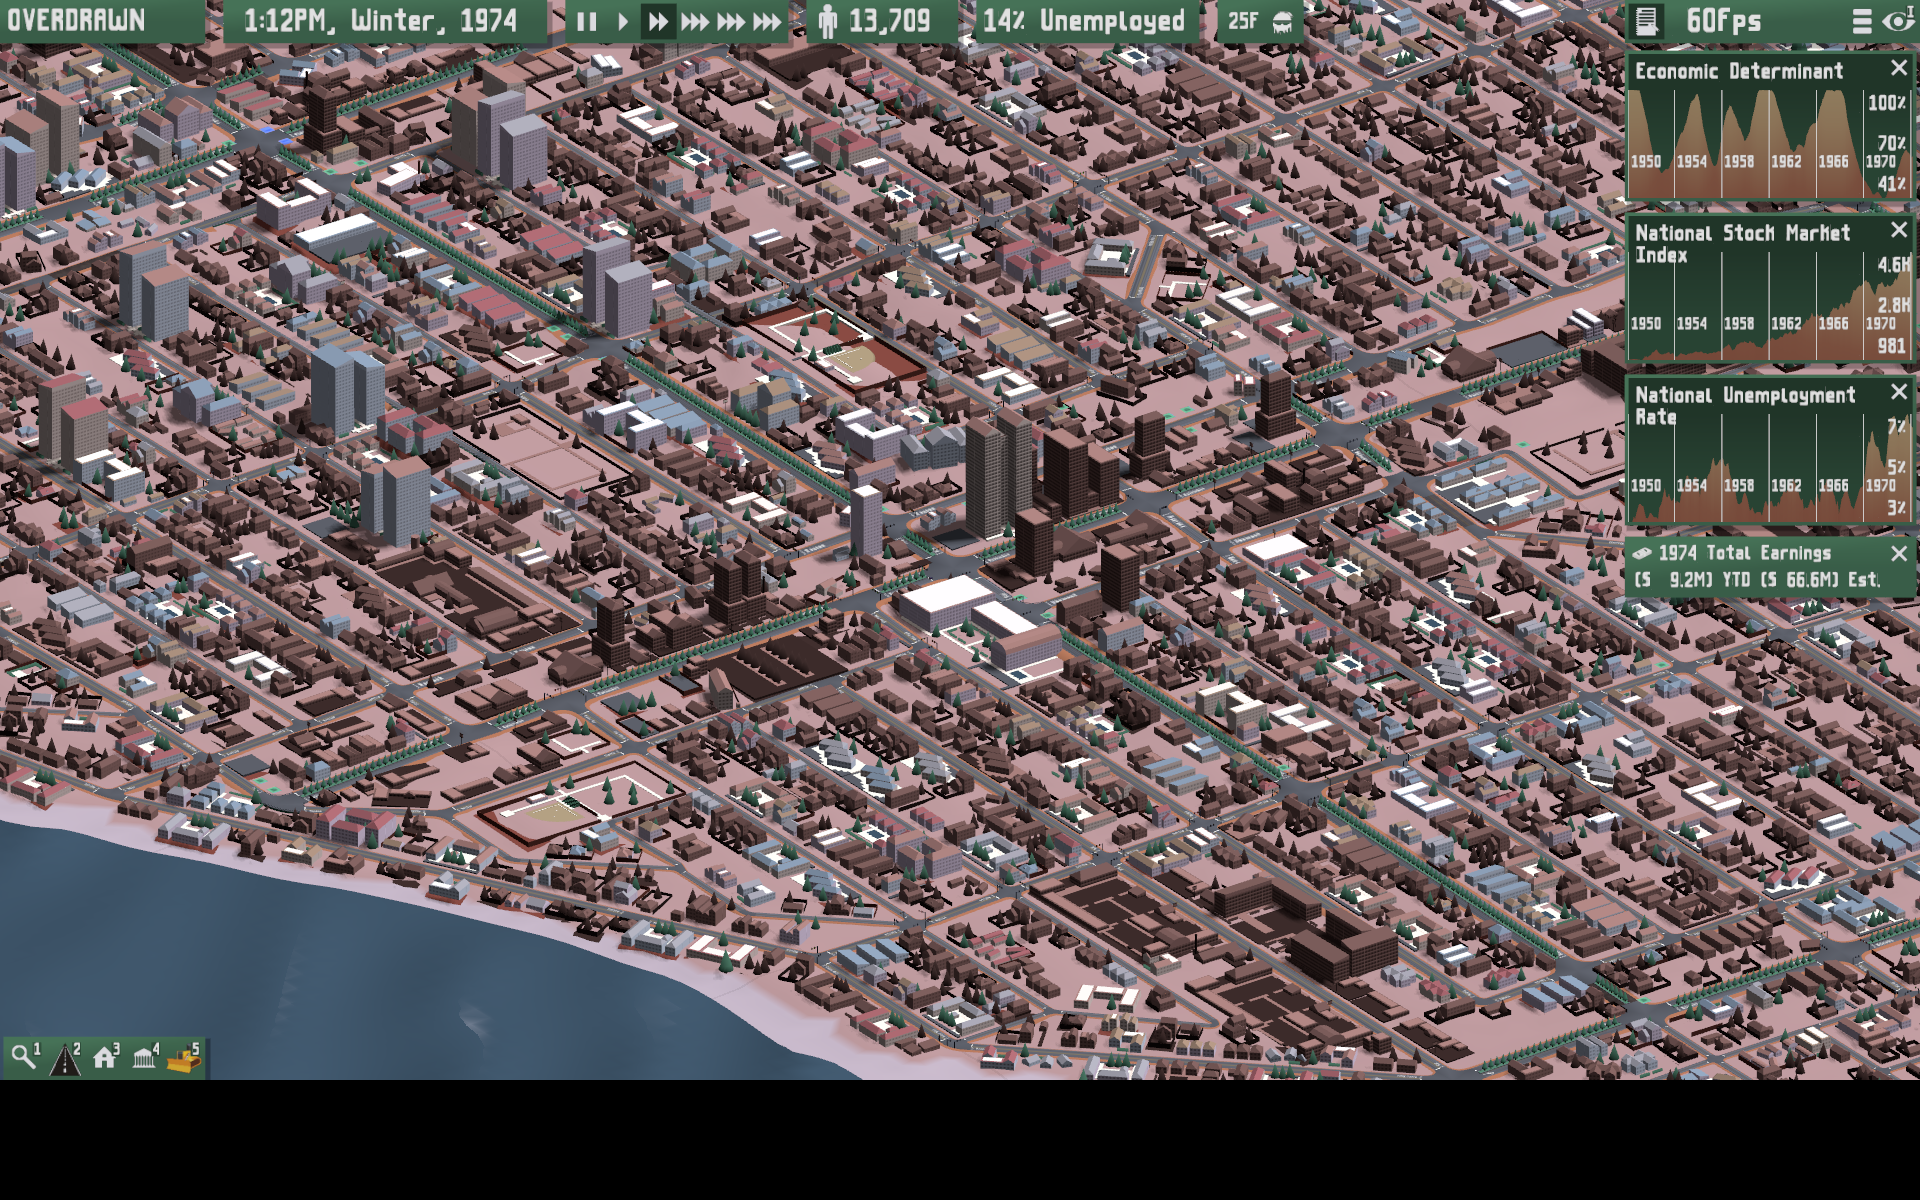 OVERDRAWN
1:12PM, Winter, 1974
13,709
14% Unemployed
25F
60Fps
1
Economic Determinant
100%
70%
1950 1954 1958 1962 1966 1970
41%
National Stock Market
Index
4.6K
2.8K
1950 1954 1958 1962 1966 1970
981
National Unemployment
Rate
7%
5%
1950 1954 1958 1962 1966 1970
3%
1974 Total Earnings
($ 9.2M) YTD ($ 66.6M) Est.
1 2 3 4 5